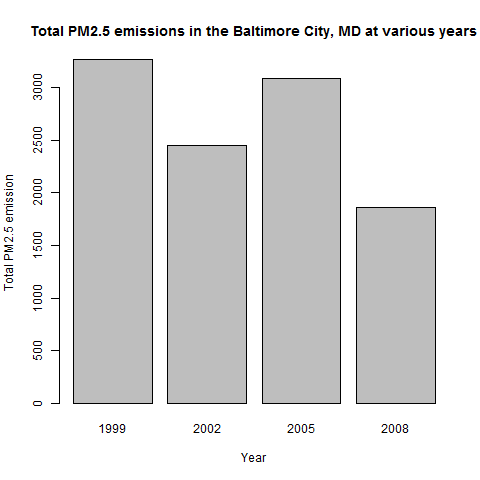 Total PM2.5 emissions in the Baltimore City, MD at various years
Total PM2.5 emission
3000
2500
2000
1500
1000
500
0
1999 2002 2005 2008
Year